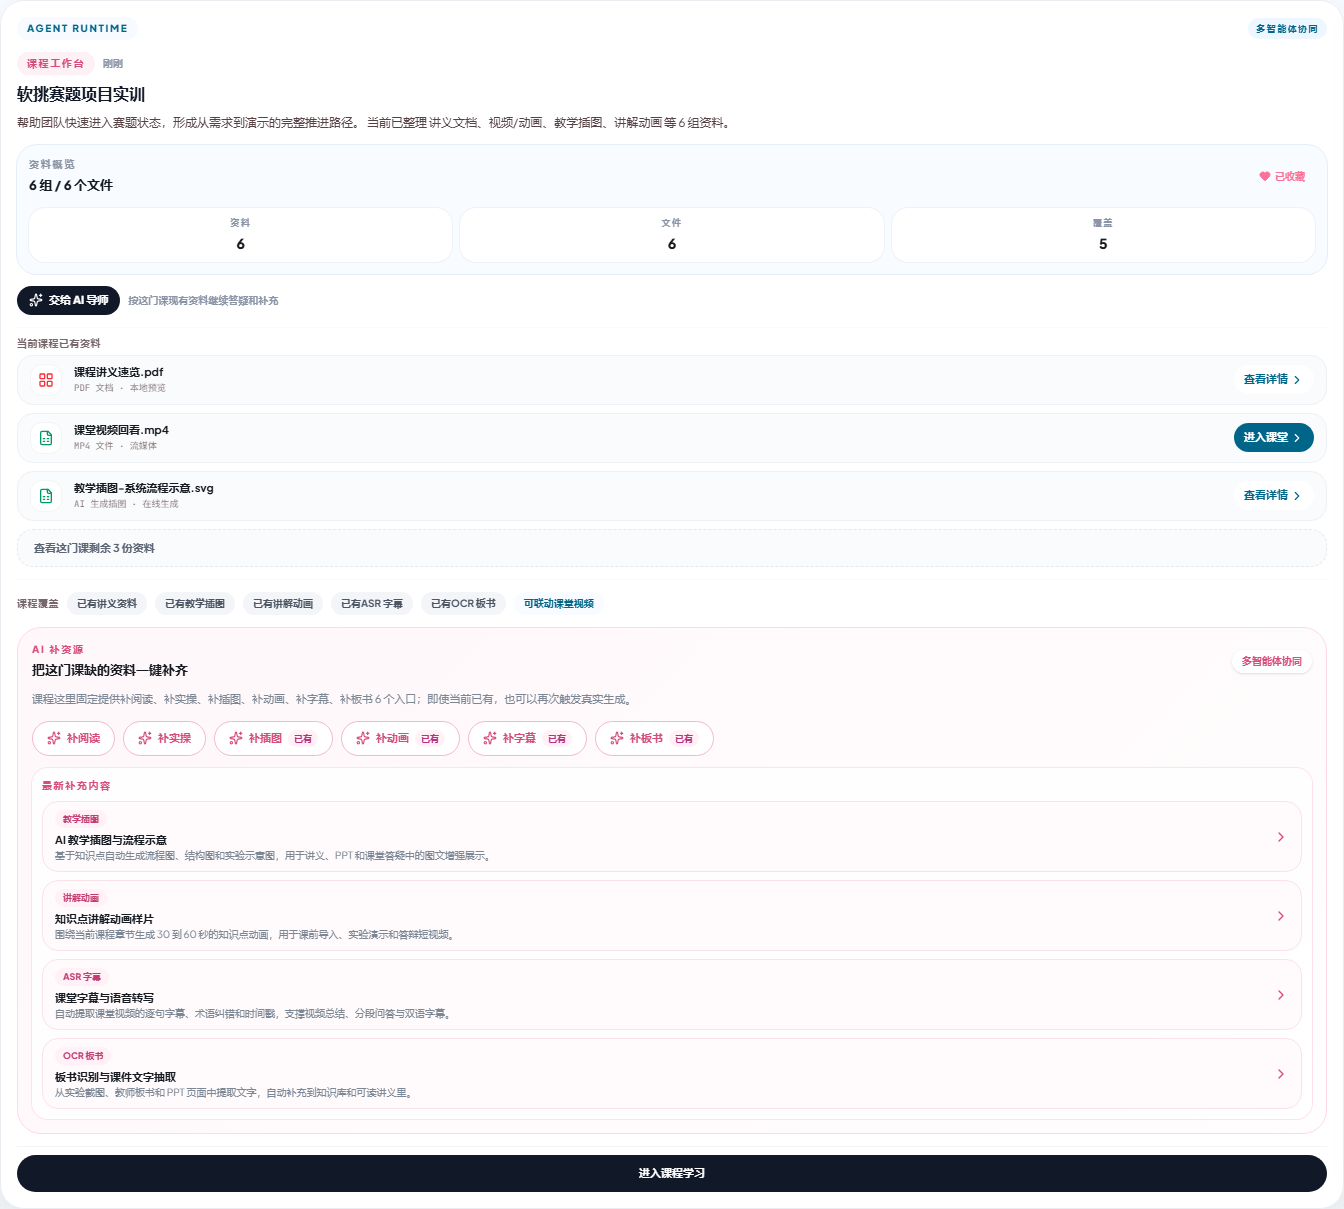 AGENT RUNTIME
多智能体协同
课程工作台 刚刚
软挑赛题项目实训
帮助团队快速进入赛题状态，形成从需求到演示的完整推进路径。 当前已整理 讲义文档、视频/动画、教学插图、讲解动画 等 6 组资料。
资料概览
6 组 / 6 个文件
已收藏
资料
6
文件
6
覆盖
5
交给 AI 导师
按这门课现有资料继续答疑和补充
当前课程已有资料
课程讲义速览.pdf
PDF 文档 · 本地预览
查看详情
课堂视频回看.mp4
MP4 文件 · 流媒体
进入课堂
教学插图-系统流程示意.svg
AI 生成插图 · 在线生成
查看详情
查看这门课剩余 3 份资料
课程覆盖 已有讲义资料 已有教学插图 已有讲解动画 已有ASR 字幕 已有OCR 板书 可联动课堂视频
AI 补资源
把这门课缺的资料一键补齐
多智能体协同
课程这里固定提供补阅读、补实操、补插图、补动画、补字幕、补板书 6 个入口；即使当前已有，也可以再次触发真实生成。
补阅读 补实操 补插图 已有 补动画 已有 补字幕 已有 补板书 已有
最新补充内容
教学插图
AI 教学插图与流程示意
基于知识点自动生成流程图、结构图和实验示意图，用于讲义、PPT 和课堂答疑中的图文增强展示。
讲解动画
知识点讲解动画样片
围绕当前课程章节生成 30 到 60 秒的知识点动画，用于课前导入、实验演示和答辩短视频。
ASR 字幕
课堂字幕与语音转写
自动提取课堂视频的逐句字幕、术语纠错和时间戳，支撑视频总结、分段问答与双语字幕。
OCR 板书
板书识别与课件文字抽取
从实验截图、教师板书和 PPT 页面中提取文字，自动补充到知识库和可读讲义里。
进入课程学习